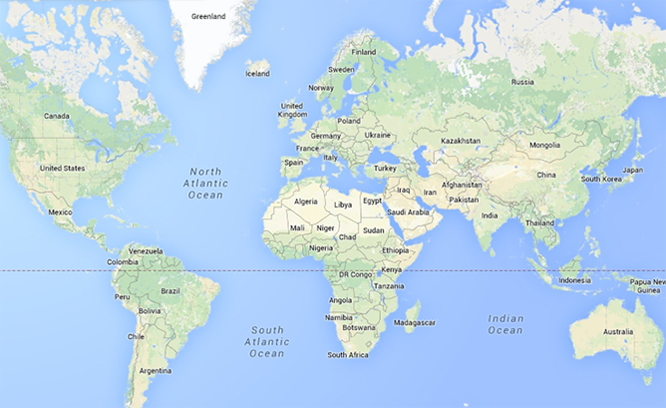 Greenland
Finland
Iceland
Sweden
Russia
Norway
United
Kingdom
Canada
Poland
Germany
Ukraine
Kazakhstan
Mongolia
France
Italy
Spain
Turkey
United States
North
Atlantic
Ocean
Japan
China
South Korea
Iraq
Iran
Afghanistan
Pakistan
Algeria
Libya
Egypt
Saudi Arabia
Mexico
India
Mali
Niger
Chad
Sudan
Thailand
Nigeria
Ethiopia
Venezuela
Colombia
DR Congo
Kenya
Indonesia
Papua New
Guinea
Tanzania
Peru
Brazil
Angola
Bolivia
Namibia
Botswana
Madagascar
Indian
Ocean
South
Atlantic
Ocean
Chile
Australia
South Africa
Argentina